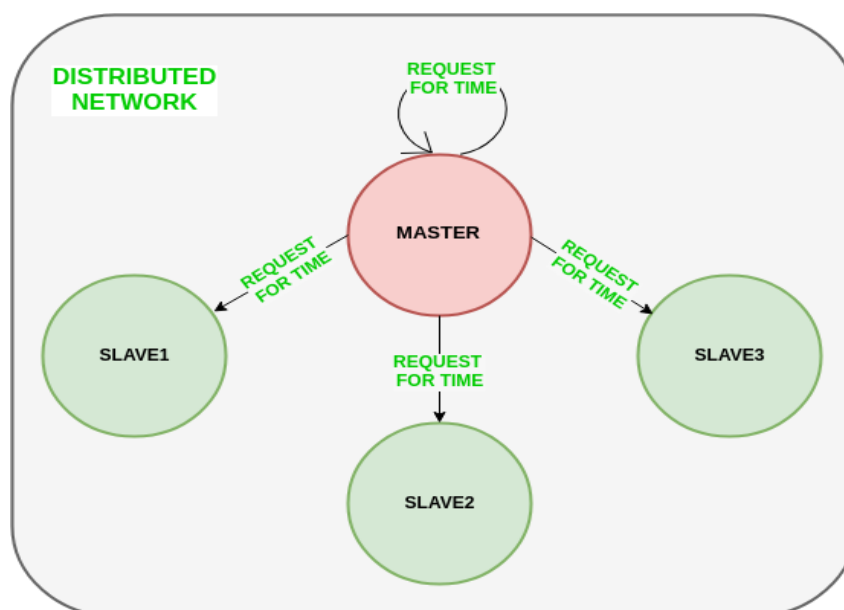 DISTRIBUTED
NETWORK
REQUEST
FOR TIME
MASTER
REQUEST
FOR TIME
REQUEST
FOR TIME
SLAVE1
SLAVE3
REQUEST
FOR TIME
SLAVE2